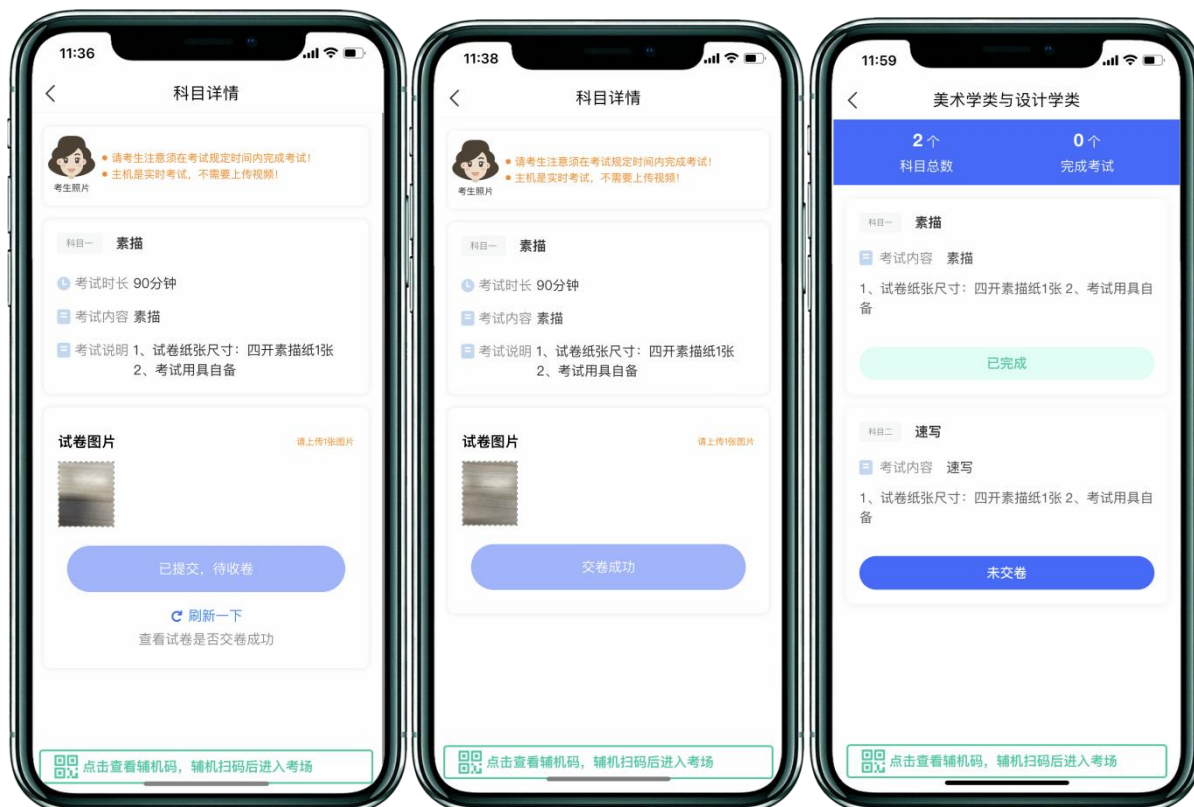 11:36
科目详情
考生照片
• 请考生注意须在考试规定时间内完成考试!
• 主机是实时考试，不需要上传视频!
科目一 素描
考试时长 90分钟
考试内容 素描
考试说明 1、试卷纸张尺寸：四开素描纸1张
2、考试用具自备
试卷图片 请上传1张图片
已提交，待收卷
刷新一下
查看试卷是否交卷成功
点击查看辅机码，辅机扫码后进入考场
11:38
科目详情
考生照片
• 请考生注意须在考试规定时间内完成考试!
• 主机是实时考试，不需要上传视频!
科目一 素描
考试时长 90分钟
考试内容 素描
考试说明 1、试卷纸张尺寸：四开素描纸1张
2、考试用具自备
试卷图片 请上传1张图片
交卷成功
点击查看辅机码，辅机扫码后进入考场
11:59
美术学类与设计学类
2个 0个
科目总数 完成考试
科目一 素描
考试内容 素描
1、试卷纸张尺寸：四开素描纸1张 2、考试用具自
备
已完成
科目二 速写
考试内容 速写
1、试卷纸张尺寸：四开素描纸1张 2、考试用具自
备
未交卷
点击查看辅机码，辅机扫码后进入考场